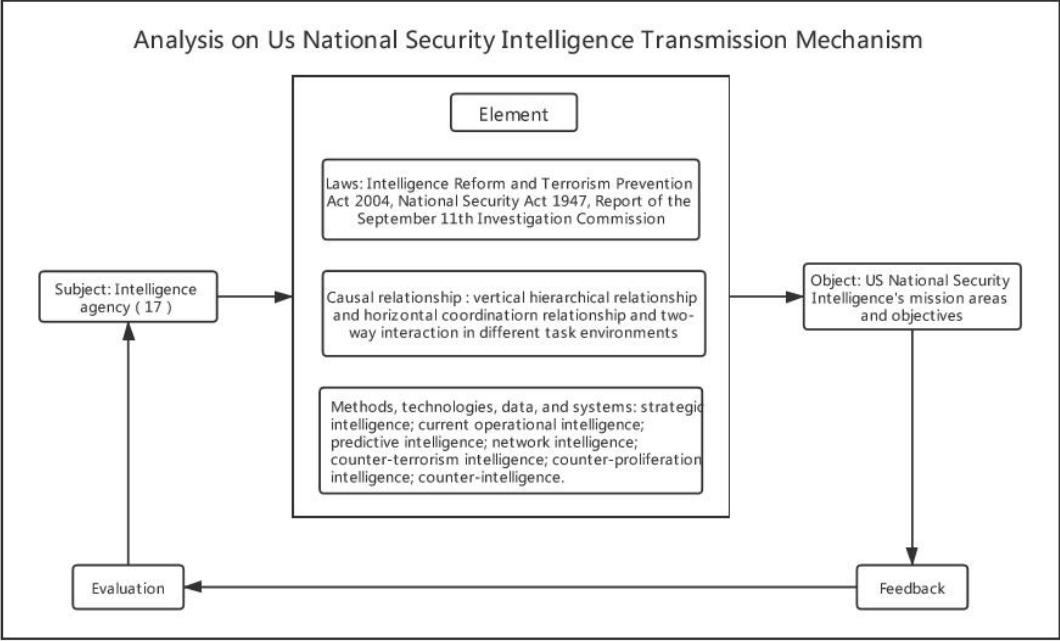 Analysis on Us National Security Intelligence Transmission Mechanism
Element
Laws: Intelligence Reform and Terrorism Prevention
Act 2004, National Security Act 1947, Report of the
September 11th Investigation Commission
Subject: Intelligence
agency ( 17 )
Causal relationship : vertical hierarchical relationship
and horizontal coordinatiorn relationship and two-
way interaction in different task environments
Object: US National Security
Intelligence's mission areas
and objectives
Methods, technologies, data, and systems: strategic
intelligence; current operational intelligence;
predictive intelligence; network intelligence;
counter-terrorism intelligence; counter-proliferation
intelligence; counter-intelligence.
Evaluation
Feedback